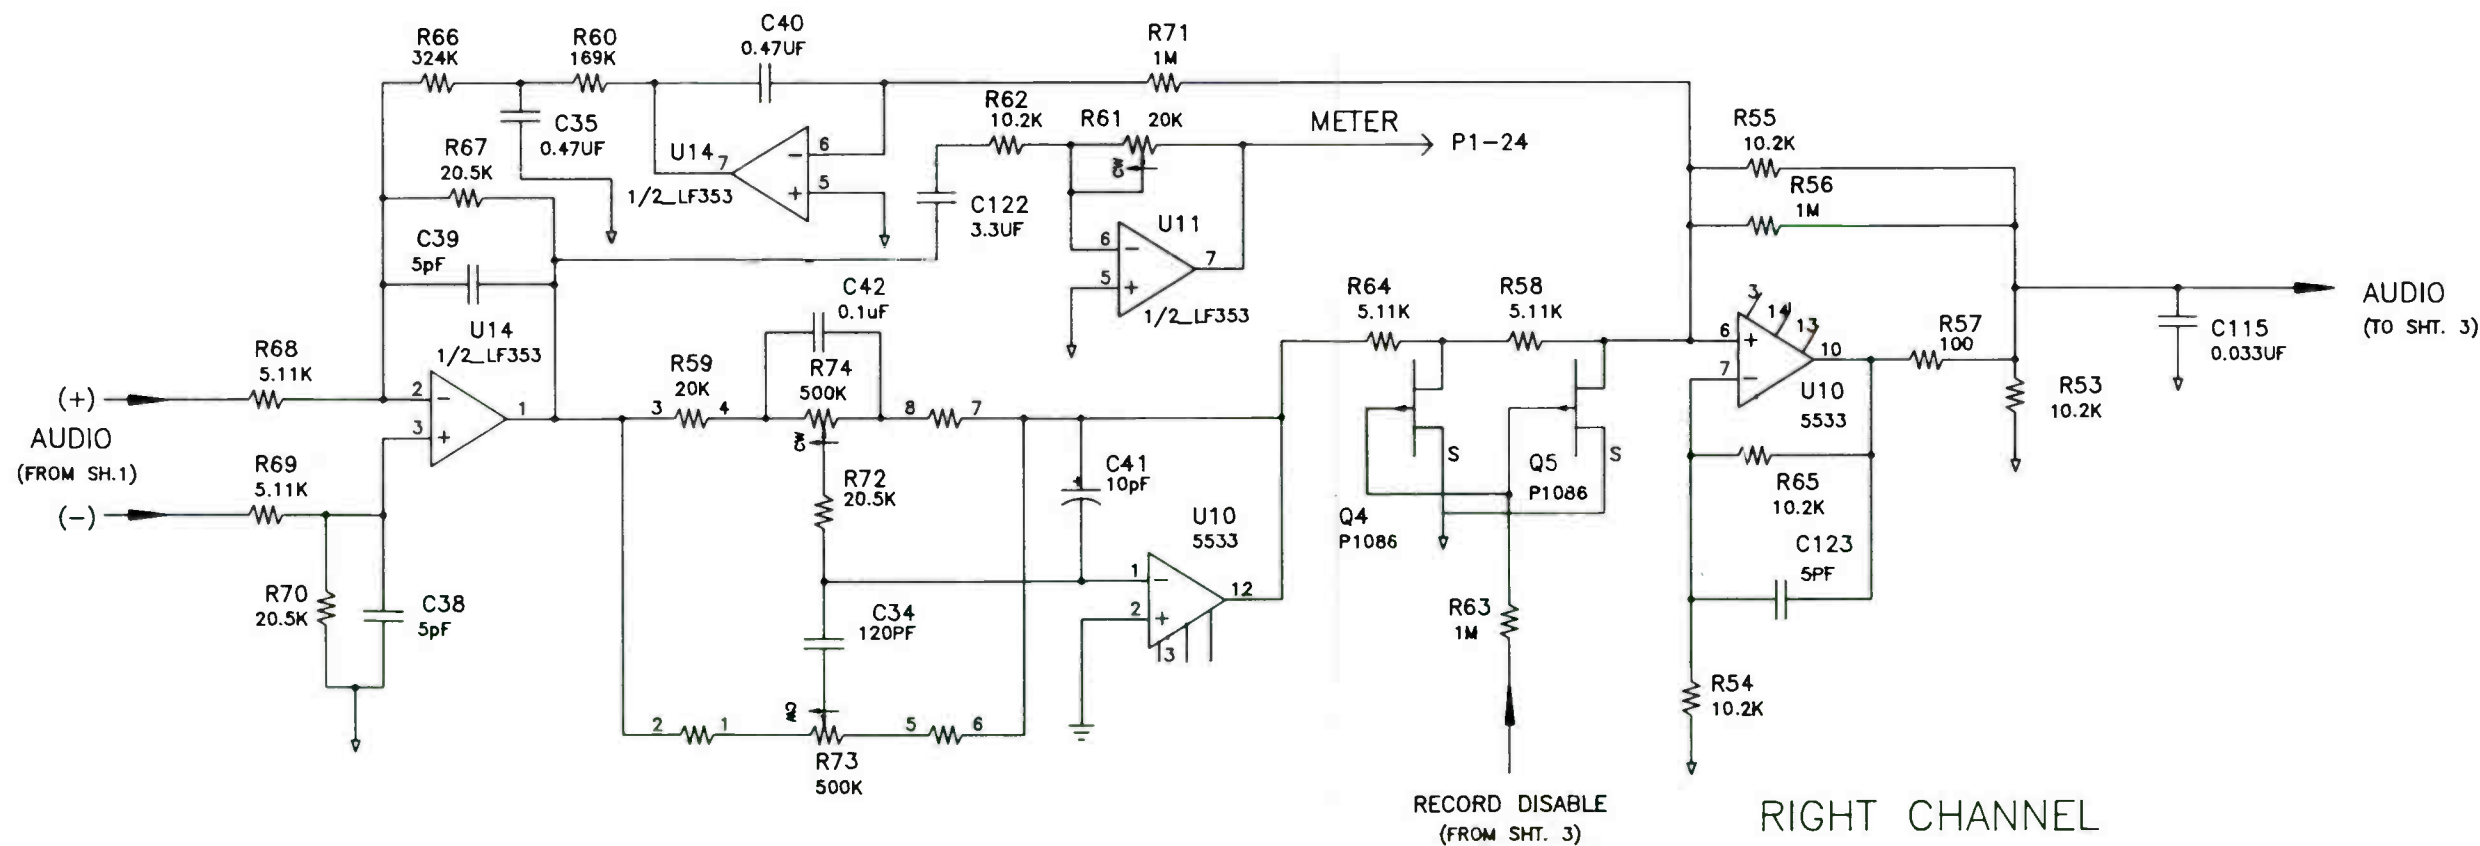 C40
0.47UF
R66
324K
R60
169K
R71
1M
C35
0.47UF
R62
10.2K
R61
20K
METER
P1-24
R67
20.5K
U14
7
6
5
-
+
1/2_LF353
CW
C122
3.3UF
R55
10.2K
R56
1M
C39
5pF
U11
6
5
7
-
+
1/2_LF353
U14
1/2_LF353
C42
0.1uF
R64
5.11K
R58
5.11K
3
14
13
AUDIO
(TO SHT. 3)
R68
5.11K
R59
20K
R74
500K
6
7
+
-
10
U10
5533
R57
100
C115
0.033UF
(+)
2
3
-
+
1
3
4
8
7
CW
R53
10.2K
AUDIO
(FROM SH.1)
R69
5.11K
(-)
R72
20.5K
C41
10pF
+
S
S
Q5
P1086
Q4
P1086
R65
10.2K
U10
5533
C123
5PF
R70
20.5K
C38
5pF
C34
120PF
1
2
-
+
12
3
R63
1M
R54
10.2K
CW
2
1
5
6
R73
500K
RECORD DISABLE
(FROM SHT. 3)
RIGHT CHANNEL